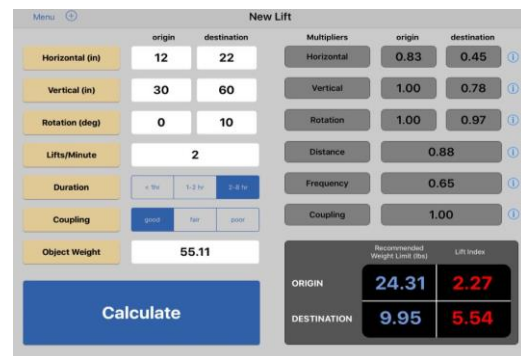 Menu
New Lift
origin destination
Horizontal (in) 12 22
Vertical (in) 30 60
Rotation (deg) 0 10
Lifts/Minute 2
Duration < 1hr 1-2 hr 2-8 hr
Coupling good fair poor
Object Weight 55.11
Calculate
Multipliers origin destination
Horizontal 0.83 0.45
Vertical 1.00 0.78
Rotation 1.00 0.97
Distance 0.88
Frequency 0.65
Coupling 1.00
Recommended Weight Limit (lbs) Lift Index
ORIGIN 24.31 2.27
DESTINATION 9.95 5.54